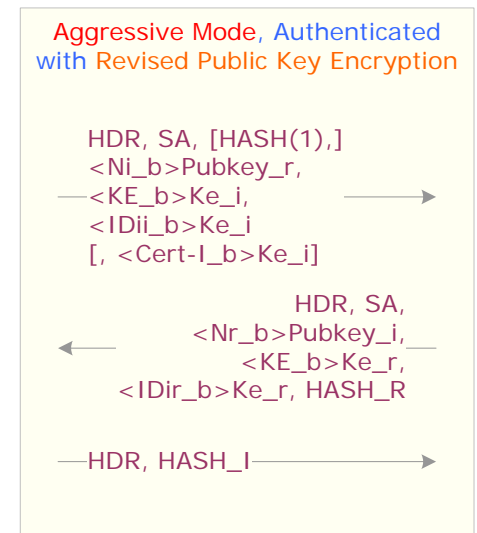 Aggressive Mode, Authenticated
with Revised Public Key Encryption
HDR, SA, [HASH(1),]
<Ni_b>Pubkey_r,
<KE_b>Ke_i,
<IDii_b>Ke_i
[, <Cert-I_b>Ke_i]
HDR, SA,
<Nr_b>Pubkey_i,
<KE_b>Ke_r,
<IDir_b>Ke_r, HASH_R
HDR, HASH_I